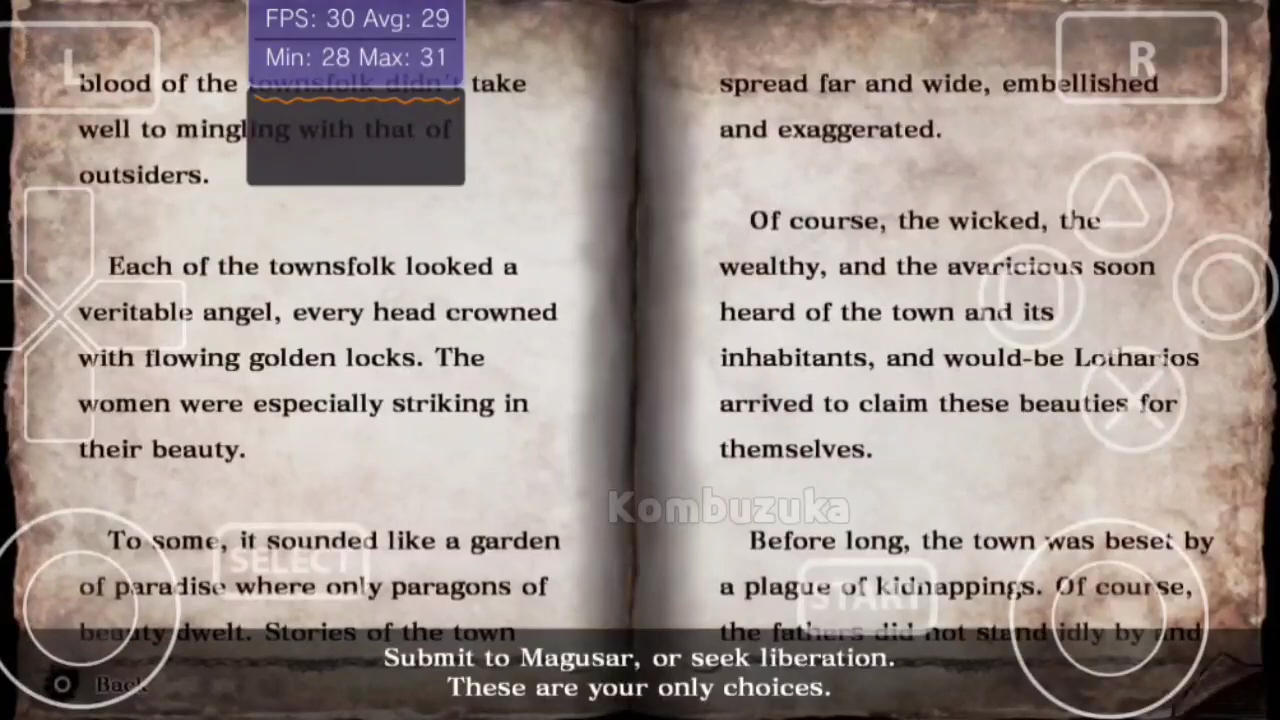 FPS: 30 Avg: 29
Min: 28 Max: 31
L
R
blood of the townsfolk didn't take
well to mingling with that of
outsiders.
Each of the townsfolk looked a
veritable angel, every head crowned
with flowing golden locks. The
women were especially striking in
their beauty.
To some, it sounded like a garden
of paradise where only paragons of
beauty dwelt. Stories of the town
spread far and wide, embellished
and exaggerated.
Of course, the wicked, the
wealthy, and the avaricious soon
heard of the town and its
inhabitants, and would-be Lotharios
arrived to claim these beauties for
themselves.
Before long, the town was beset by
a plague of kidnappings. Of course,
the fathers did not stand idly by and
Kombuzuka
SELECT
START
Submit to Magusar, or seek liberation.
These are your only choices.
Back